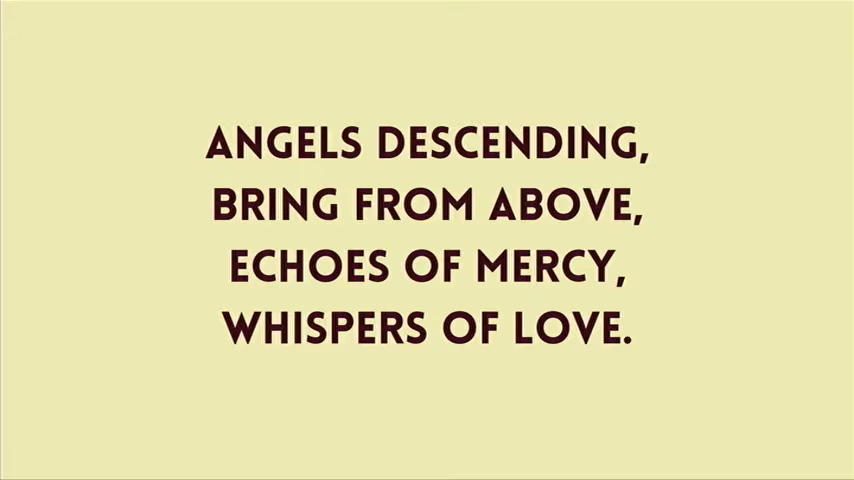 ANGELS DESCENDING,
BRING FROM ABOVE,
ECHOES OF MERCY,
WHISPERS OF LOVE.